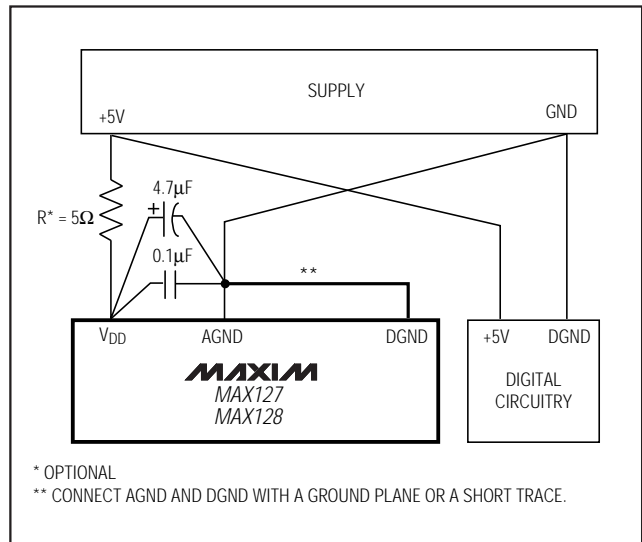 SUPPLY
+5V
GND
4.7µF
+
R* = 5Ω
0.1µF
**
VDD
AGND
DGND
+5V
DGND
MAXIM
MAX127
MAX128
DIGITAL
CIRCUITRY
* OPTIONAL
** CONNECT AGND AND DGND WITH A GROUND PLANE OR A SHORT TRACE.